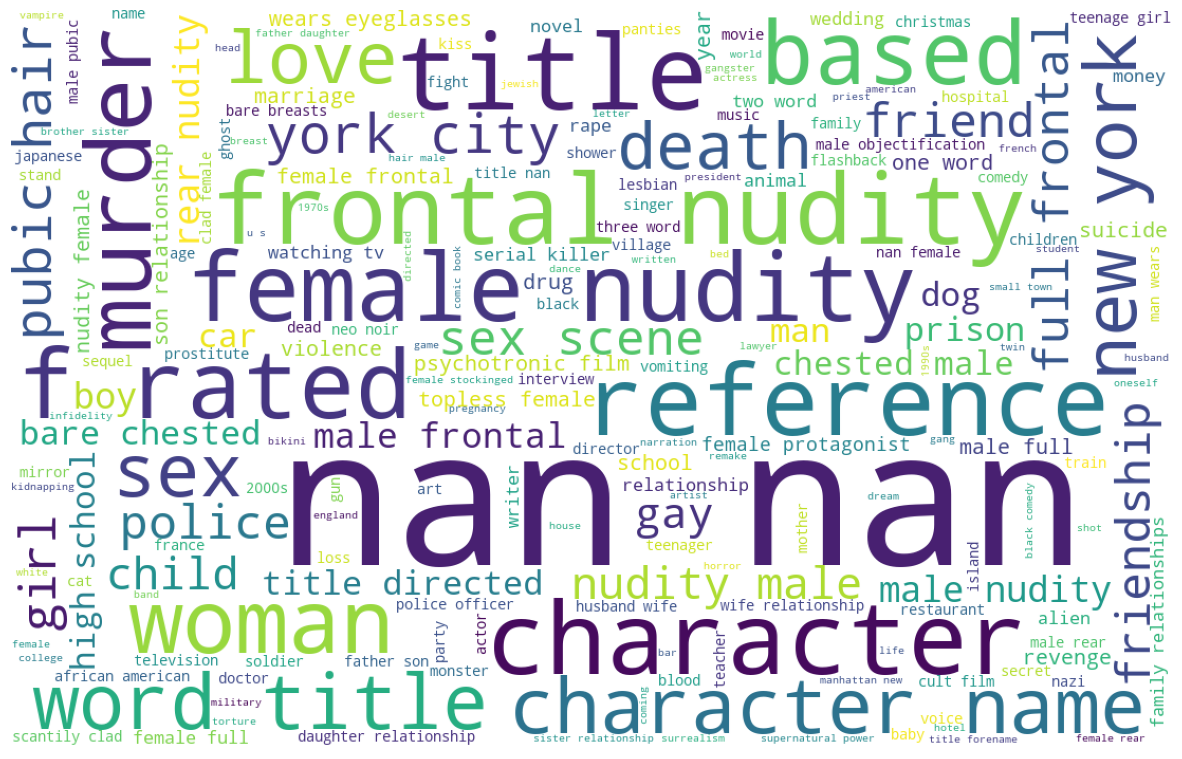 vampire
name
wears eyeglasses
novel
panties
year
wedding
christmas
teenage girl
father daughter
kiss
movie
male pubic
head
love
title
based
world
gangster
actress
money
hair
murder
rear nudity
fight
jewish
american
marriage
bare breasts
desert
letter
two word
music
priest
hospital
full frontal
new york
brother sister
ghost
york city
rape
death
family
friend
french
japanese
breast
hair male
shower
male objectification
flashback
one word
stand
son relationship
clad female
female frontal
title nan
lesbian
president
animal
comedy
pubic
nudity female
1970s
frontal nudity
singer
three word
children
suicide
student
age
u s
watching tv
directed
comic book
serial killer
village
written
bed
nan female
dance
man wears
female nudity
drug
black
dog
small town
car
dead
neo noir
sex scene
man
prison
sequel
prostitute
violence
game
psychotronic film
vomiting
lawyer
chested male
1990s
twin
husband
f rated
boy
female stockinged
interview
topless female
reference
oneself
infidelity
pregnancy
bare chested
bikini
male frontal
director
narration
female protagonist
gang
male full
remake
mirror
sex
nan nan
school
relationship
train
kidnapping
high school
2000s
gun
art
writer
artist
dream
friendship
police
england
house
gay
mother
black comedy
shot
girl
france
loss
teenager
white
cat
child
title directed
horror
nudity male
male nudity
island
family relationships
band
woman
police officer
husband wife
wife relationship
restaurant
alien
female
college
party
actor
character
male rear
television
soldier
father son
monster
bar
teacher
life
revenge
african american
doctor
blood
manhattan new
cult film
secret
nazi
word title
military
character name
torture
coming
voice
scantily clad
female full
daughter relationship
sister relationship
surrealism
supernatural power
baby
hotel
title forename
female rear